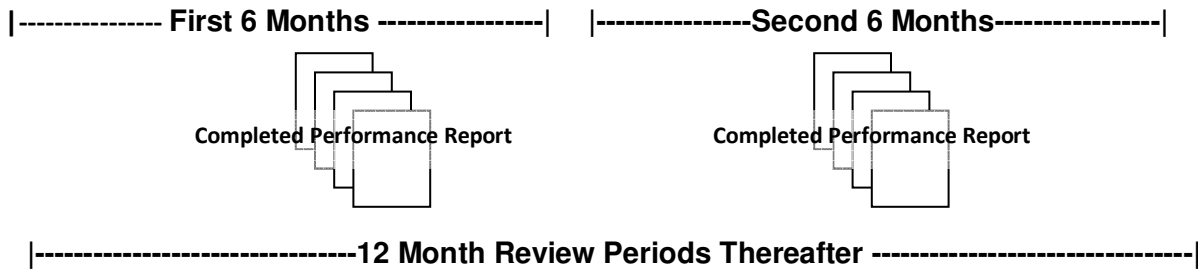 |---------------- First 6 Months -----------------| |----------------Second 6 Months-----------------|
Completed Performance Report Completed Performance Report
|---------------------------------12 Month Review Periods Thereafter ---------------------------------|